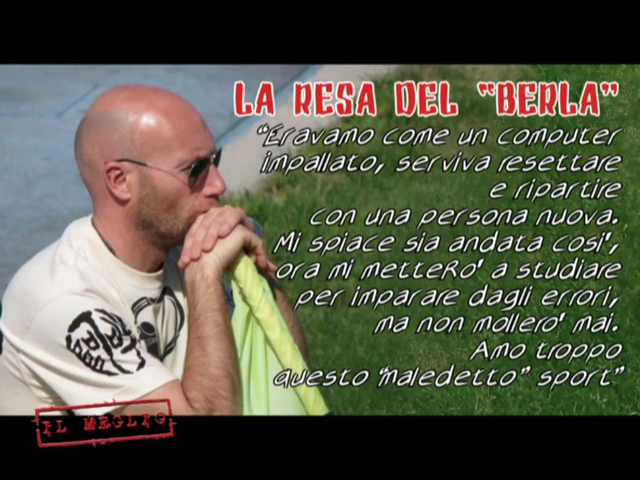 LA RESA DEL "BERLA"
"Eravamo come un computer
impallato, serviva resettare
e ripartire
con una persona nuova.
Mi spiace sia andata cosi',
ora mi metteRo' a studiare
per imparare dagli errori,
ma non mollero' mai.
Amo troppo
questo "maledetto" sport"
IL MEGLIO